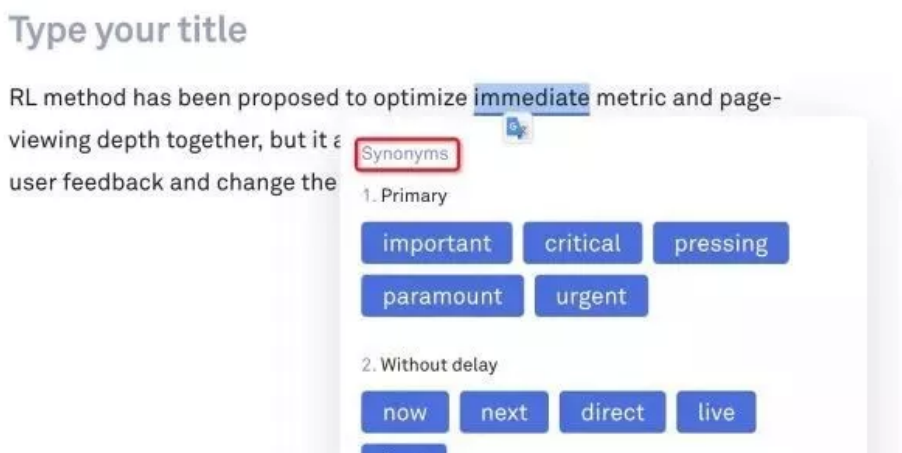 Type your title
RL method has been proposed to optimize immediate metric and page-
viewing depth together, but it
user feedback and change the
Synonyms
1. Primary
important critical pressing
paramount urgent
2. Without delay
now next direct live